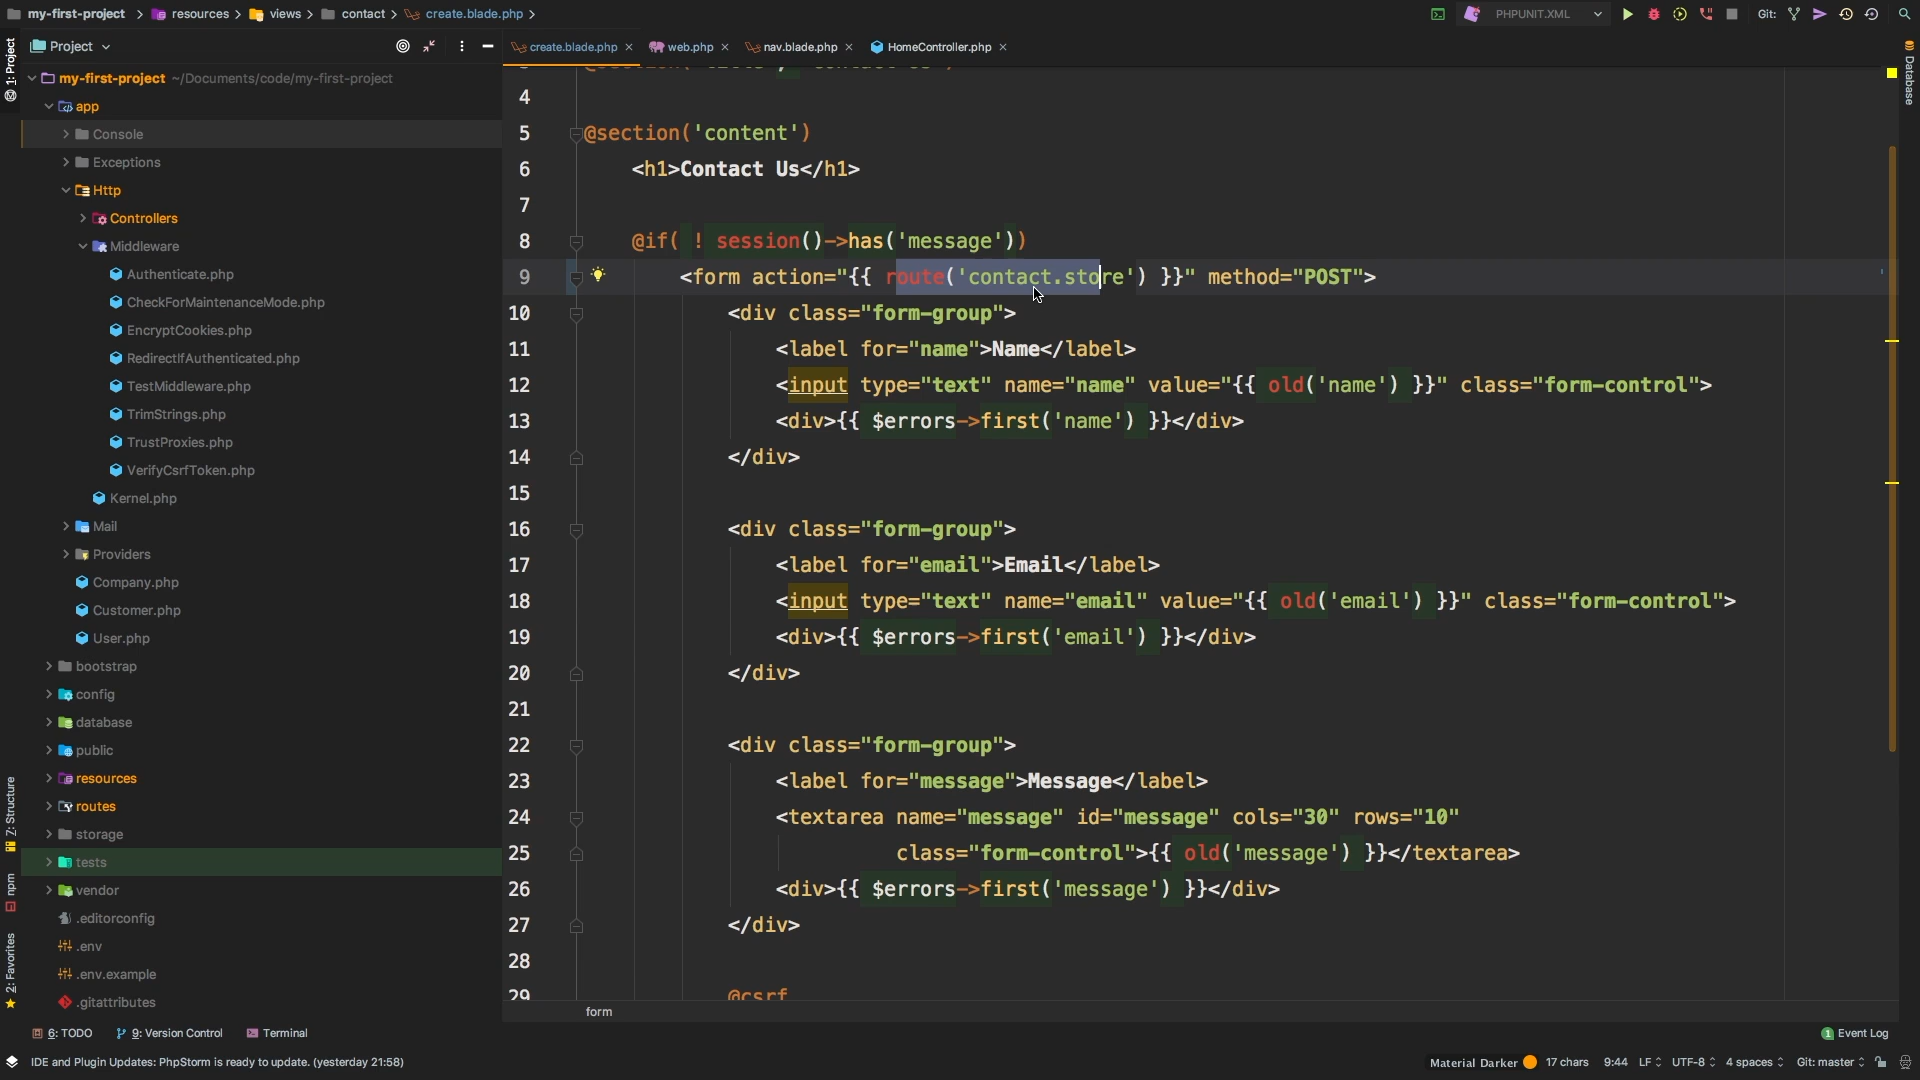 my-first-project > resources > views > contact > create.blade.php >
PHPUNIT.XML
Git:
1: Project
Project
create.blade.php
web.php
nav.blade.php
HomeController.php
Database
my-first-project ~/Documents/code/my-first-project
app
Console
Exceptions
Http
Controllers
Middleware
Authenticate.php
CheckForMaintenanceMode.php
EncryptCookies.php
RedirectIfAuthenticated.php
TestMiddleware.php
TrimStrings.php
TrustProxies.php
VerifyCsrfToken.php
Kernel.php
Mail
Providers
Company.php
Customer.php
User.php
bootstrap
config
database
public
resources
routes
storage
tests
vendor
.editorconfig
.env
.env.example
.gitattributes
Z: Structure
npm
2: Favorites
4
5 @section('content')
6 <h1>Contact Us</h1>
7
8 @if( ! session()->has('message'))
9 <form action="{{ route('contact.store') }}" method="POST">
10 <div class="form-group">
11 <label for="name">Name</label>
12 <input type="text" name="name" value="{{ old('name') }}" class="form-control">
13 <div>{{ $errors->first('name') }}</div>
14 </div>
15
16 <div class="form-group">
17 <label for="email">Email</label>
18 <input type="text" name="email" value="{{ old('email') }}" class="form-control">
19 <div>{{ $errors->first('email') }}</div>
20 </div>
21
22 <div class="form-group">
23 <label for="message">Message</label>
24 <textarea name="message" id="message" cols="30" rows="10"
25 class="form-control">{{ old('message') }}</textarea>
26 <div>{{ $errors->first('message') }}</div>
27 </div>
28
29 @csrf
form
6: TODO
9: Version Control
Terminal
1 Event Log
IDE and Plugin Updates: PhpStorm is ready to update. (yesterday 21:58)
Material Darker 17 chars 9:44 LF UTF-8 4 spaces Git: master